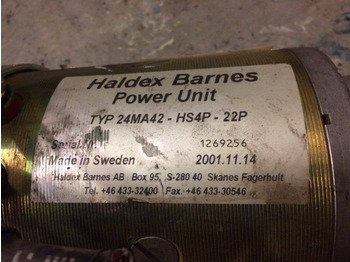 Haldex Barnes
Power Unit
TYP 24MA42 - HS4P - 22P
Serial.Nr. 1269256
Made in Sweden 2001.11.14
Haldex Barnes AB Box 95, S-280 40 Skanes Fagerhult
Tel. +46 433-32400 Fax. +46 433-30546